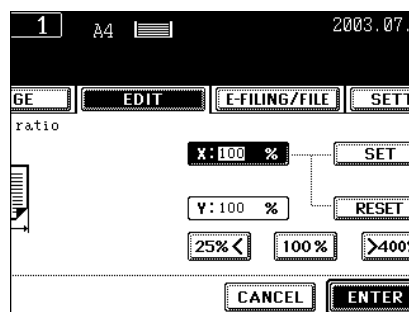 1 A4 2003.07.
GE EDIT E-FILING/FILE SETT
ratio
X:100 % SET
Y:100 % RESET
25%< 100% >400%
CANCEL ENTER